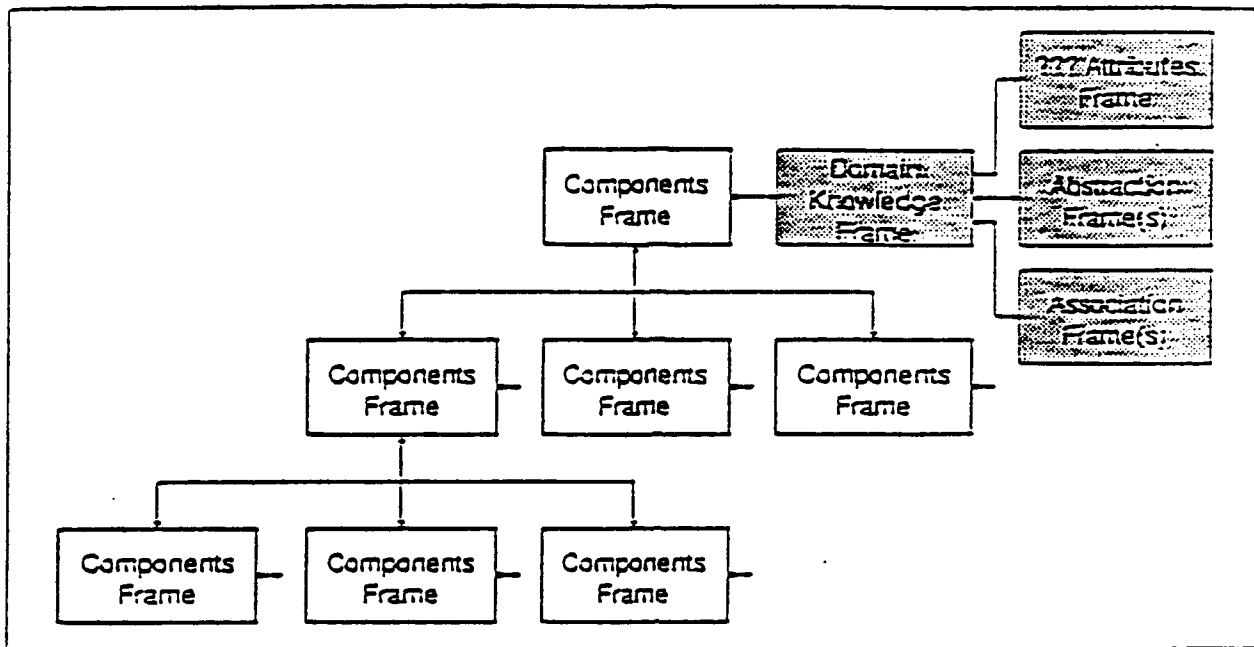 ??? Attributes
Frame
Components
Frame
Domain
Knowledge
Frame
Abstraction
Frame(s)
Association
Frame(s)
Components
Frame
Components
Frame
Components
Frame
Components
Frame
Components
Frame
Components
Frame